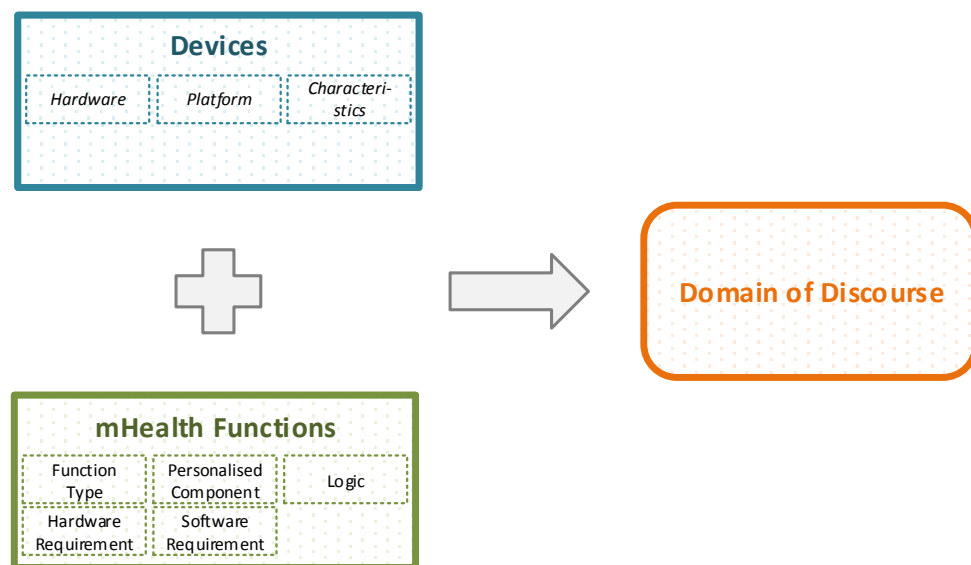 Devices
Hardware
Platform
Characteri-
stics
Domain of Discourse
mHealth Functions
Function
Type
Personalised
Component
Logic
Hardware
Requirement
Software
Requirement